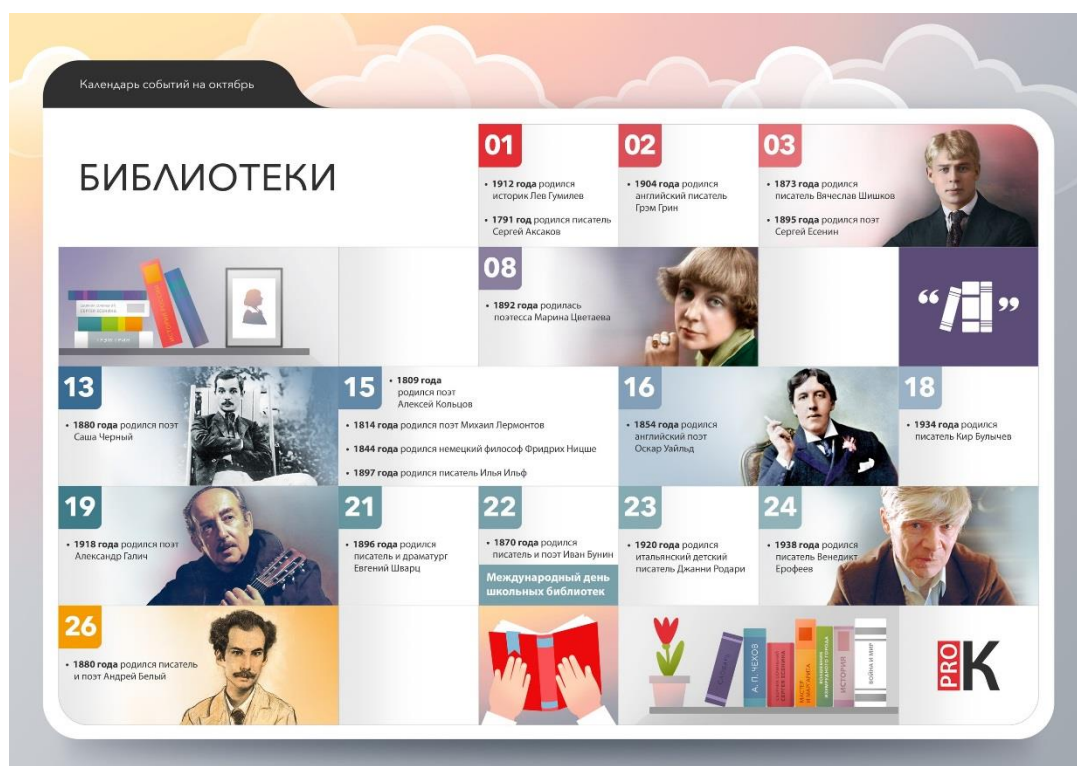 Календарь событий на октябрь
БИБЛИОТЕКИ
01
• 1912 года родился
историк Лев Гумилев
• 1791 год родился писатель
Сергей Аксаков
02
• 1904 года родился
английский писатель
Грэм Грин
03
• 1873 года родился
писатель Вячеслав Шишков
• 1895 года родился поэт
Сергей Есенин
08
• 1892 года родилась
поэтесса Марина Цветаева
“ ”
13
• 1880 года родился поэт
Саша Черный
15
• 1809 года
родился поэт
Алексей Кольцов
• 1814 года родился поэт Михаил Лермонтов
• 1844 года родился немецкий философ Фридрих Ницше
• 1897 года родился писатель Илья Ильф
16
• 1854 года родился
английский поэт
Оскар Уайльд
18
• 1934 года родился
писатель Кир Булычев
19
• 1918 года родился поэт
Александр Галич
21
• 1896 года родился
писатель и драматург
Евгений Шварц
22
• 1870 года родился
писатель и поэт Иван Бунин
Международный день
школьных библиотек
23
• 1920 года родился
итальянский детский
писатель Джанни Родари
24
• 1938 года родился
писатель Венедикт
Ерофеев
26
• 1880 года родился писатель
и поэт Андрей Белый
А. П. ЧЕХОВ
МАСТЕР
И МАРГАРИТА
ВОЛШЕБНИК
ИЗУМРУДНОГО ГОРОДА
ИСТОРИЯ
ВОЙНА И МИР
PRO К